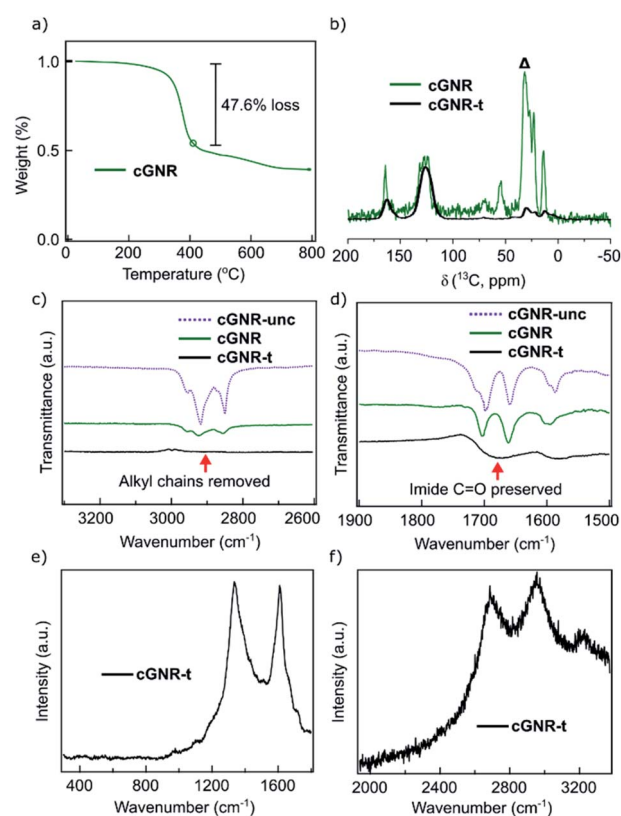 a)
1.0
0.5
0.0
Weight (%)
47.6% loss
cGNR
0 200 400 600 800
Temperature (°C)
b)
Δ
cGNR
cGNR-t
200 150 100 50 0 -50
δ (¹³C, ppm)
c)
cGNR-unc
cGNR
cGNR-t
Transmittance (a.u.)
Alkyl chains removed
3200 3000 2800 2600
Wavenumber (cm⁻¹)
d)
cGNR-unc
cGNR
cGNR-t
Transmittance (a.u.)
Imide C=O preserved
1900 1800 1700 1600 1500
Wavenumber (cm⁻¹)
e)
Intensity (a.u.)
cGNR-t
400 800 1200 1600
Wavenumber (cm⁻¹)
f)
Intensity (a.u.)
cGNR-t
2000 2400 2800 3200
Wavenumber (cm⁻¹)